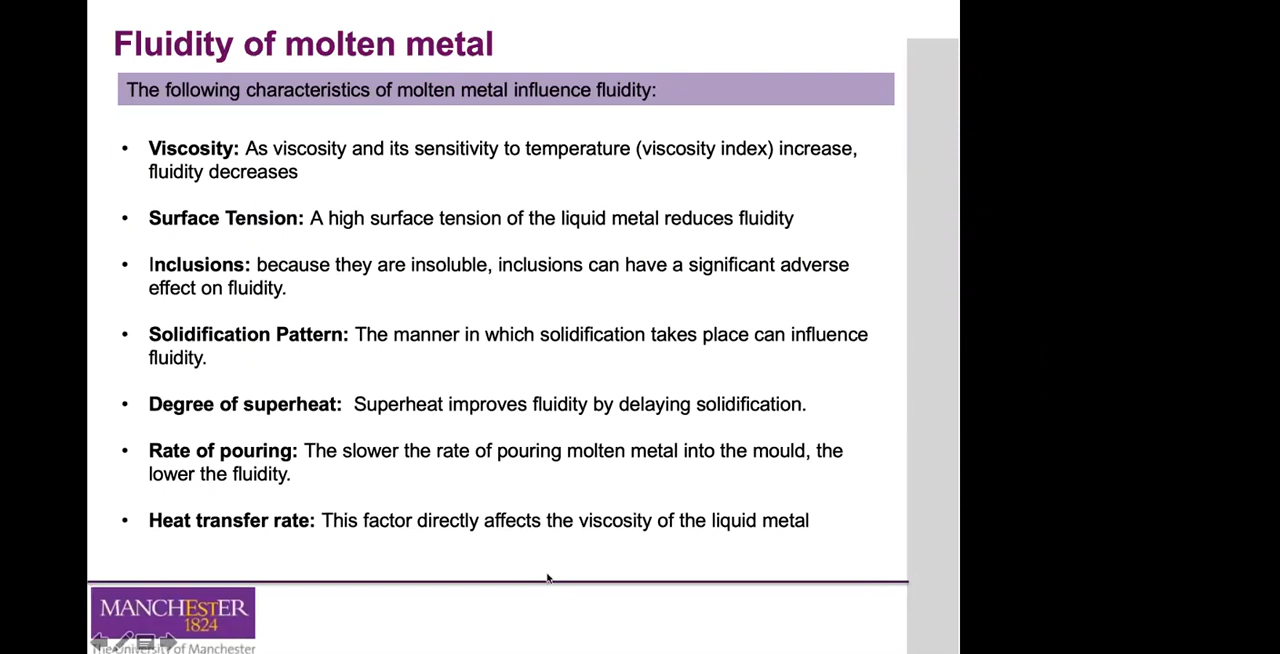 Fluidity of molten metal
The following characteristics of molten metal influence fluidity:
• Viscosity: As viscosity and its sensitivity to temperature (viscosity index) increase,
fluidity decreases
• Surface Tension: A high surface tension of the liquid metal reduces fluidity
• Inclusions: because they are insoluble, inclusions can have a significant adverse
effect on fluidity.
• Solidification Pattern: The manner in which solidification takes place can influence
fluidity.
• Degree of superheat: Superheat improves fluidity by delaying solidification.
• Rate of pouring: The slower the rate of pouring molten metal into the mould, the
lower the fluidity.
• Heat transfer rate: This factor directly affects the viscosity of the liquid metal
MANCHESTER
1824
The University of Manchester